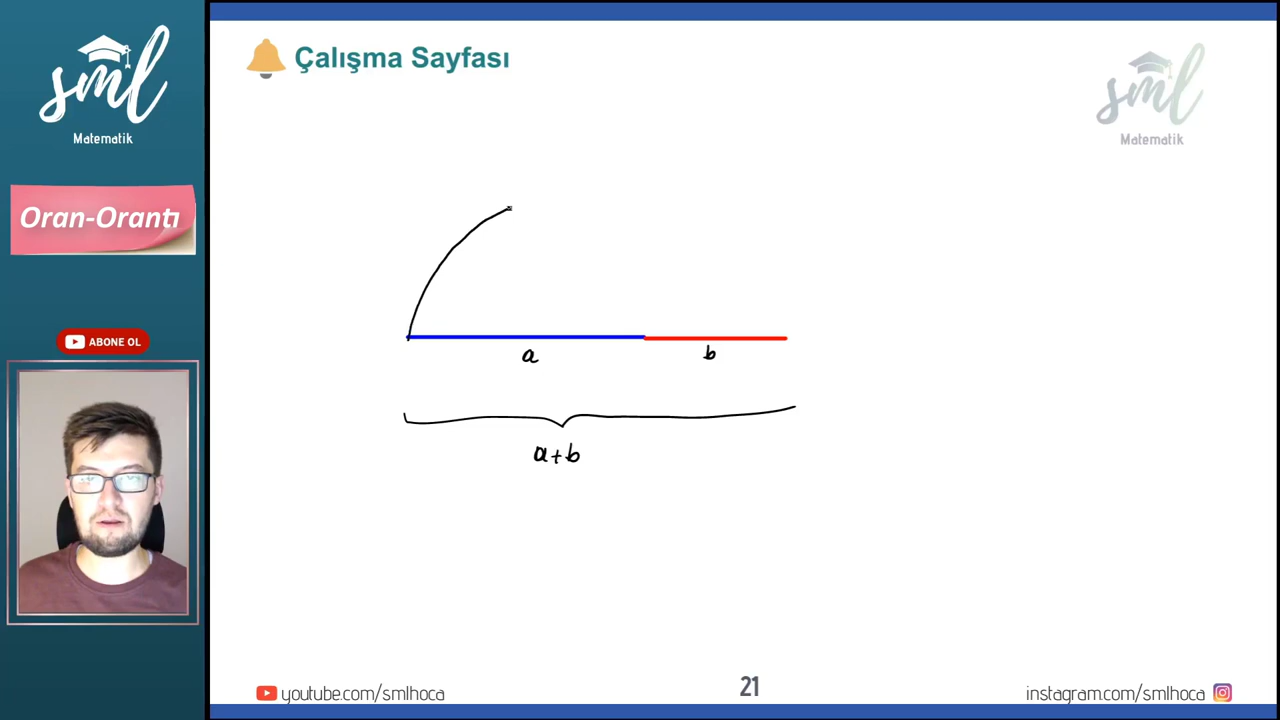 sml
Matematik
Oran-Orantı
ABONE OL
Çalışma Sayfası
sml
Matematik
a
b
a+b
youtube.com/smlhoca
21
instagram.com/smlhoca